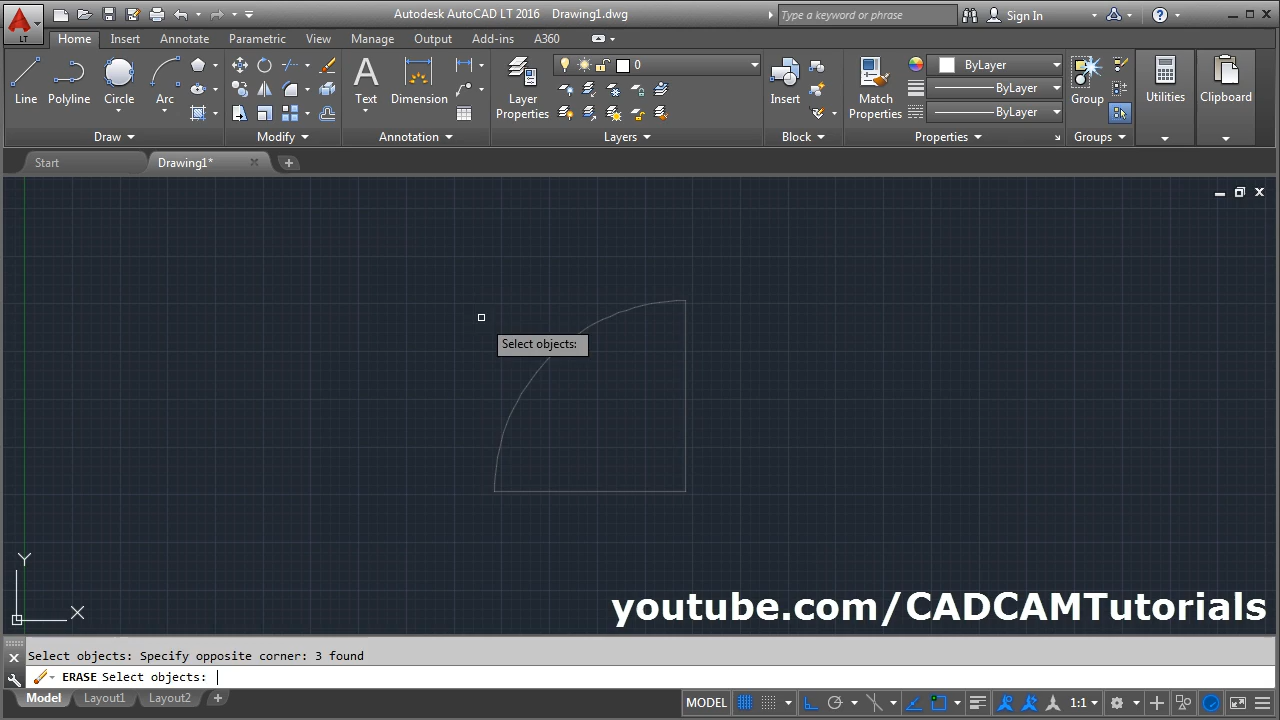 Autodesk AutoCAD LT 2016 Drawing1.dwg
Type a keyword or phrase
Sign In
LT
Home Insert Annotate Parametric View Manage Output Add-ins A360
Line Polyline Circle Arc
Text Dimension
Layer Properties
0
Insert
Match Properties
ByLayer
ByLayer
ByLayer
Group
Utilities
Clipboard
Draw Modify Annotation Layers Block Properties Groups
Start Drawing1*
Select objects:
Y
X
youtube.com/CADCAMTutorials
Select objects: Specify opposite corner: 3 found
ERASE Select objects:
Model Layout1 Layout2
MODEL 1:1